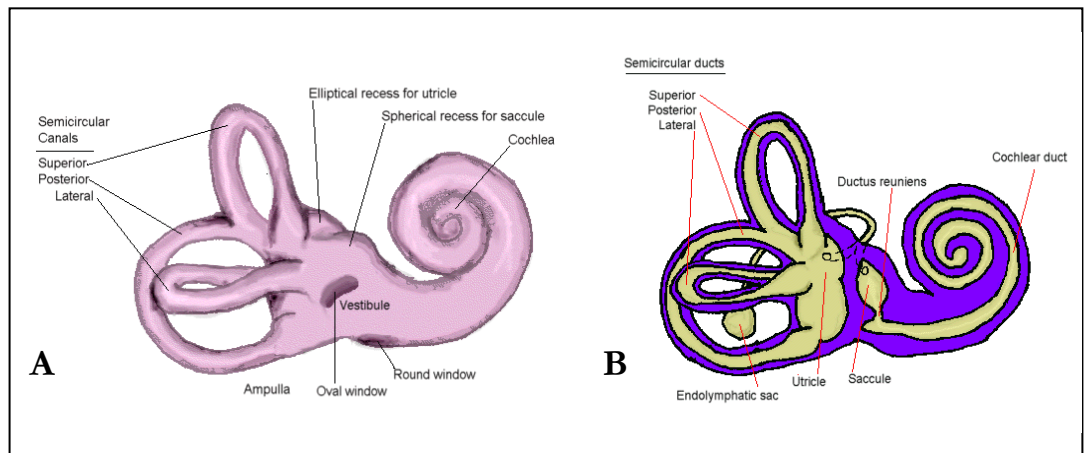 Elliptical recess for utricle
Spherical recess for saccule
Semicircular
Canals
Cochlea
Superior
Posterior
Lateral
Vestibule
Round window
Ampulla
Oval window
A
Semicircular ducts
Superior
Posterior
Lateral
Cochlear duct
Ductus reuniens
Utricle
Saccule
Endolymphatic sac
B